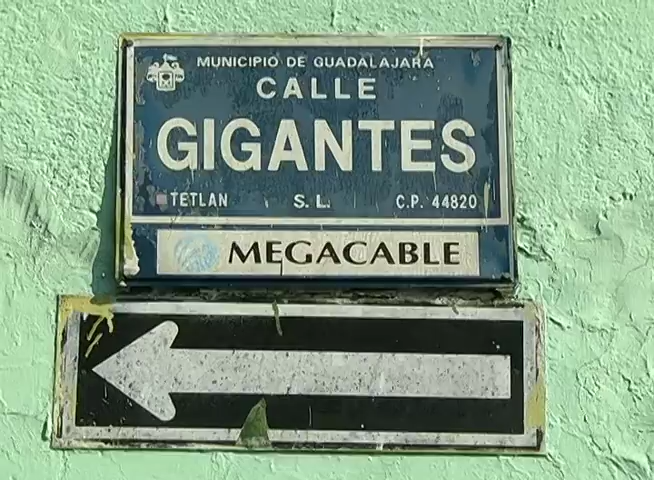 MUNICIPIO DE GUADALAJARA
CALLE
GIGANTES
TETLAN S. L. C.P. 44820
MEGACABLE